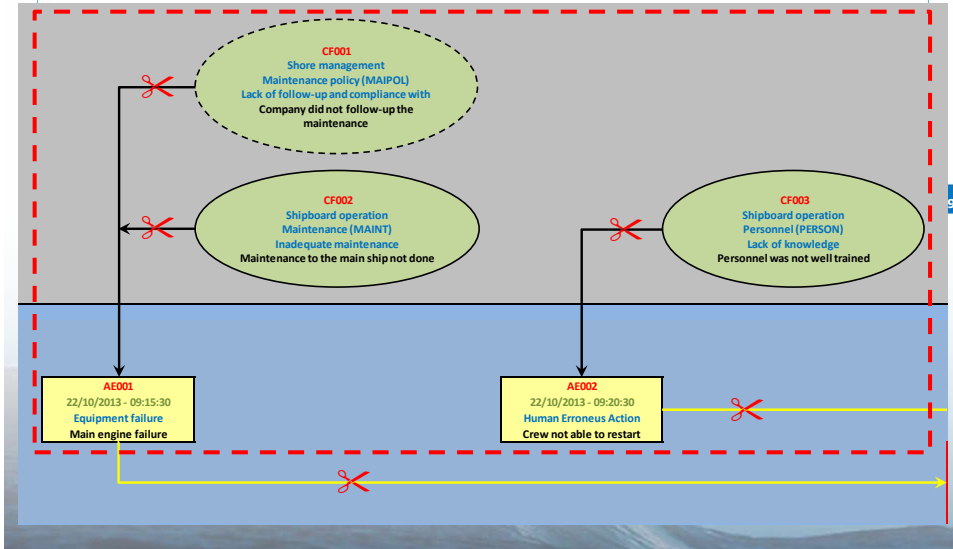 CF001
Shore management
Maintenance policy (MAIPOL)
Lack of follow-up and compliance with
Company did not follow-up the
maintenance
CF002
Shipboard operation
Maintenance (MAINT)
Inadequate maintenance
Maintenance to the main ship not done
CF003
Shipboard operation
Personnel (PERSON)
Lack of knowledge
Personnel was not well trained
AE001
22/10/2013 - 09:15:30
Equipment failure
Main engine failure
AE002
22/10/2013 - 09:20:30
Human Erroneus Action
Crew not able to restart